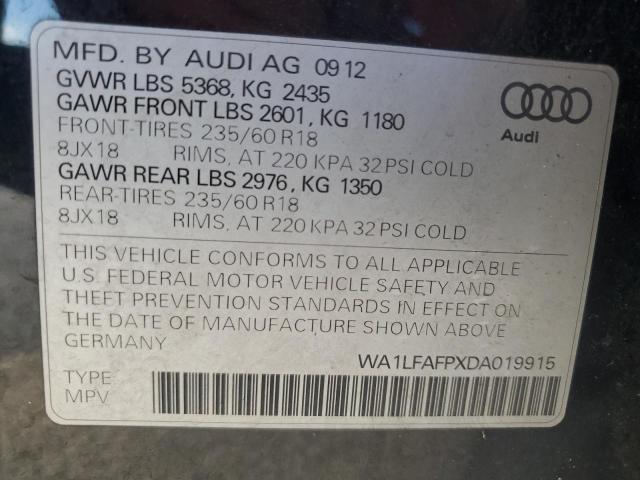 MFD. BY AUDI AG 0912
GVWR LBS 5368, KG 2435
GAWR FRONT LBS 2601, KG 1180
FRONT-TIRES 235/60 R18
8JX18 RIMS, AT 220 KPA 32 PSI COLD
GAWR REAR LBS 2976, KG 1350
REAR-TIRES 235/60 R18
8JX18 RIMS, AT 220 KPA 32 PSI COLD
Audi
THIS VEHICLE CONFORMS TO ALL APPLICABLE
U.S. FEDERAL MOTOR VEHICLE SAFETY AND
THEFT PREVENTION STANDARDS IN EFFECT ON
THE DATE OF MANUFACTURE SHOWN ABOVE
GERMANY
WA1LFAFPXDA019915
TYPE
MPV